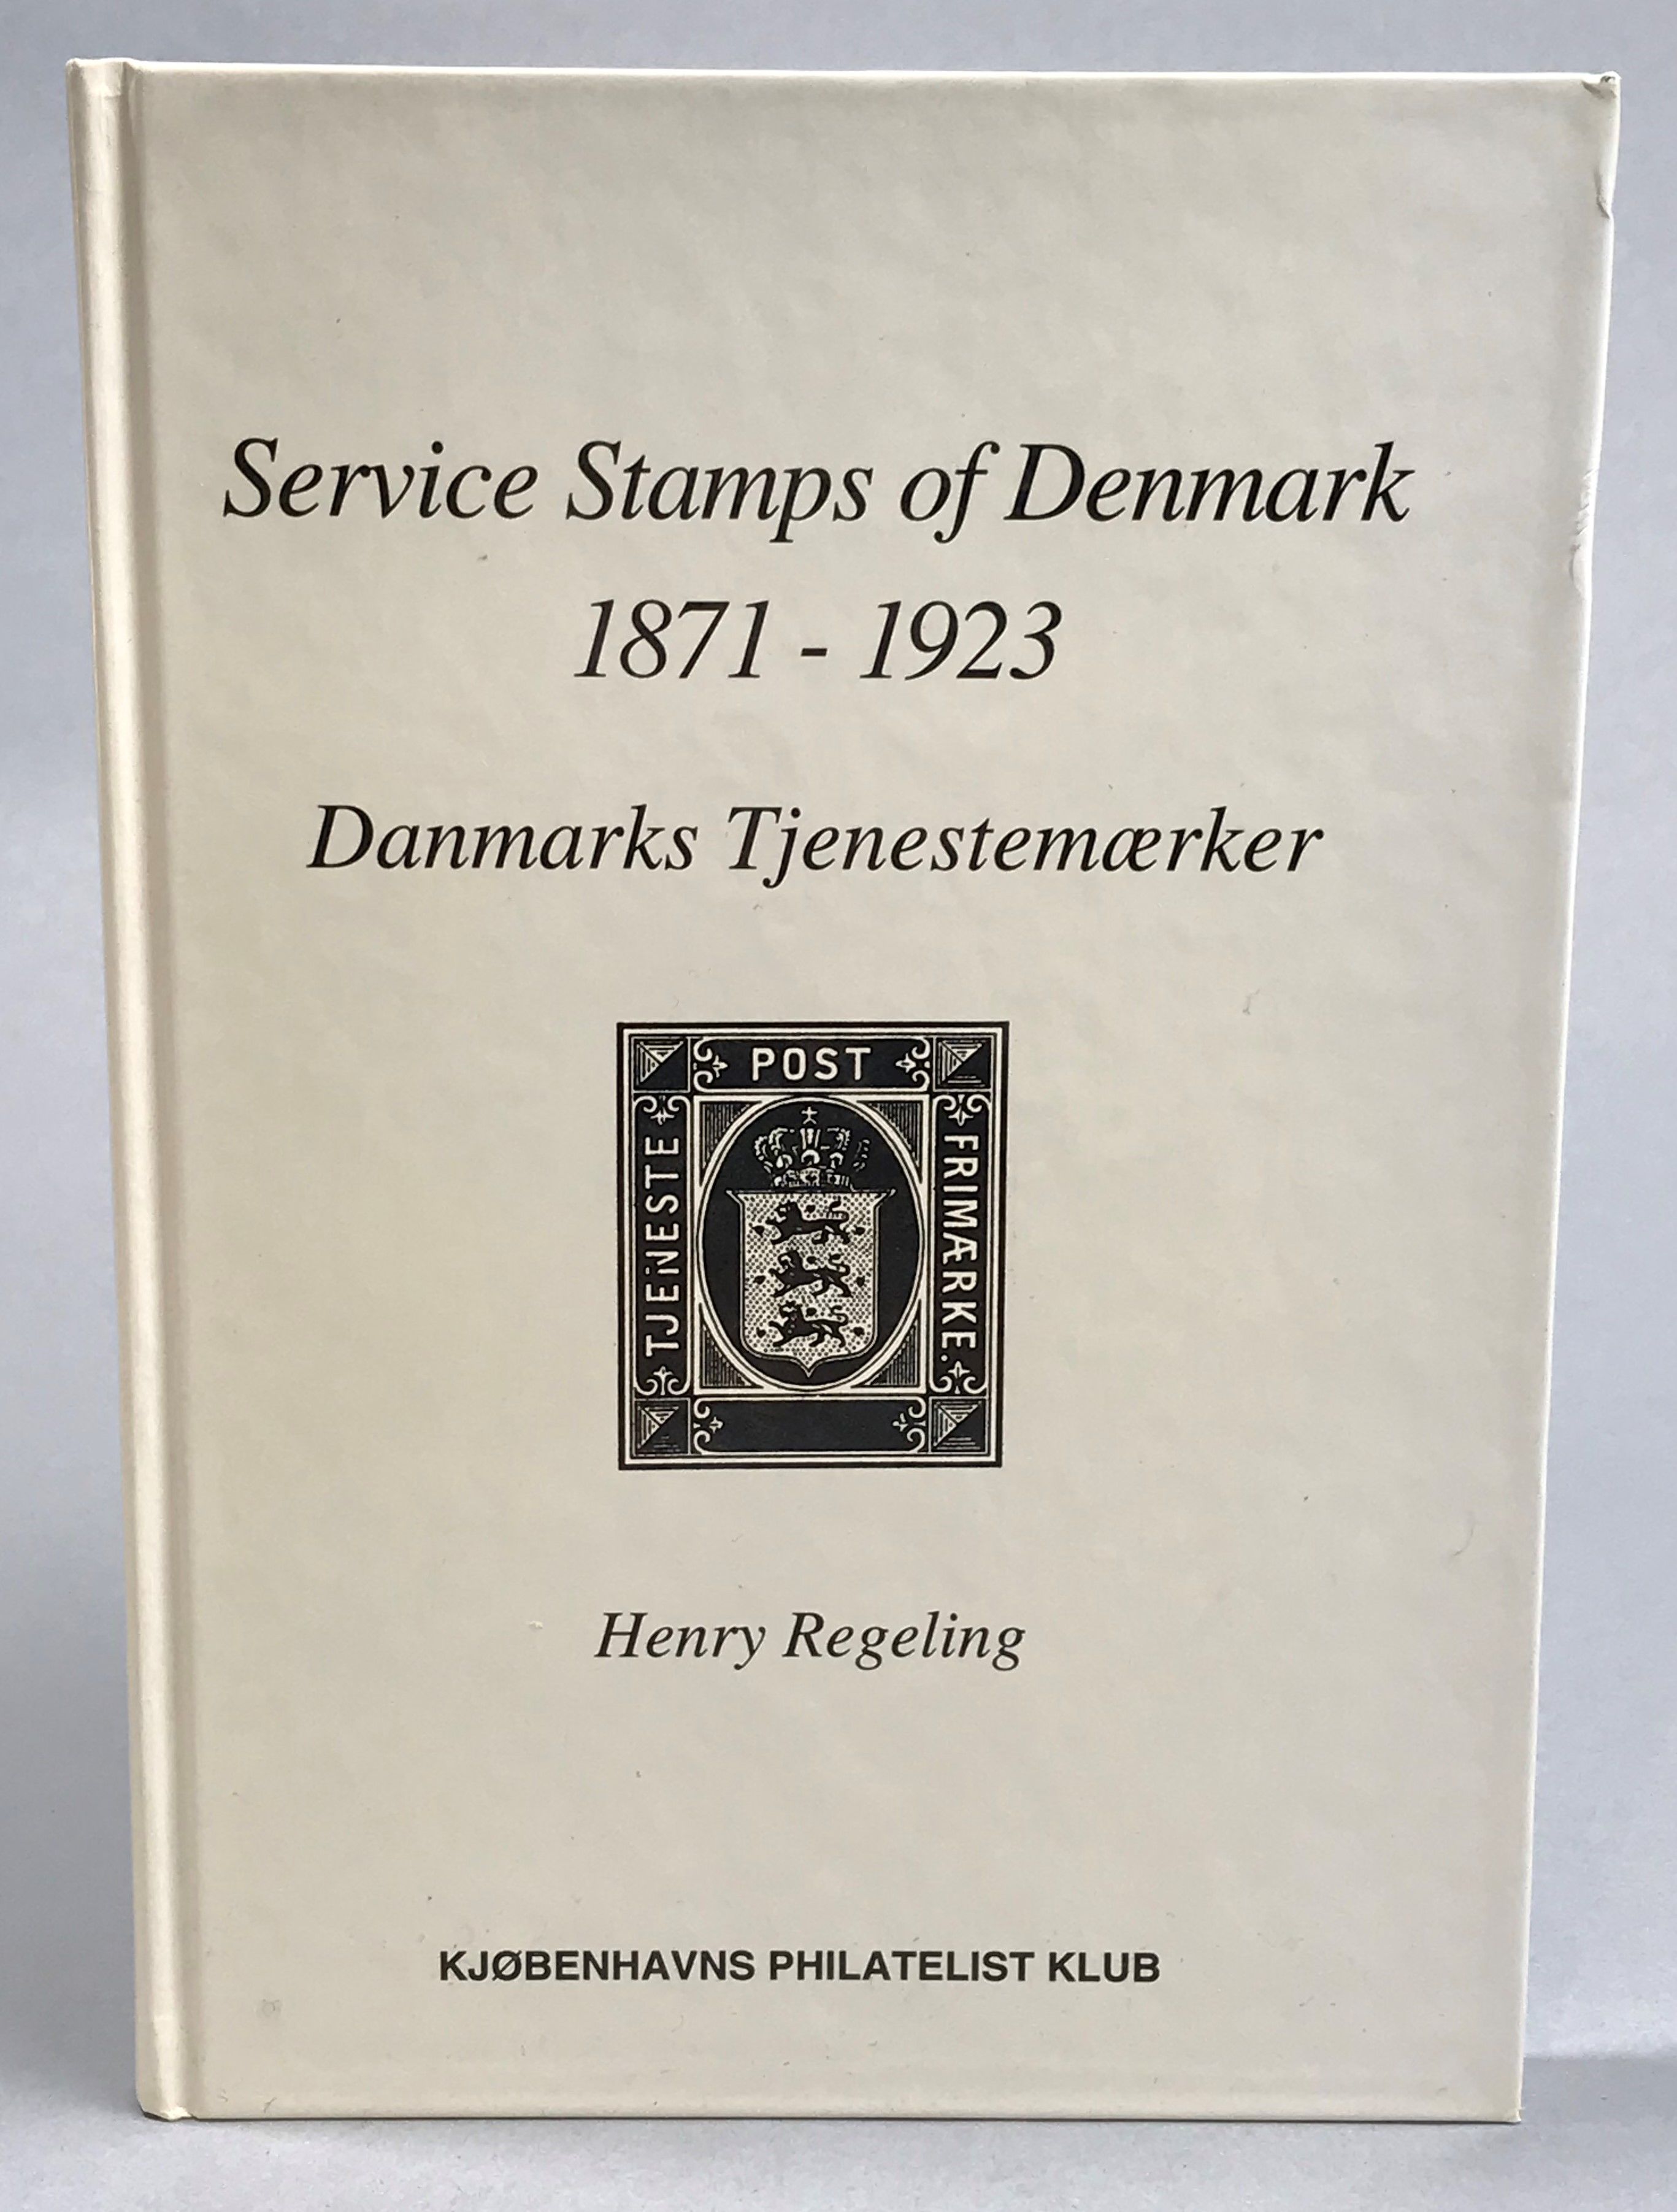 Service Stamps of Denmark
1871 - 1923
Danmarks Tjenestemærker
POST
TJENESTE
FRIMÆRKE.
Henry Regeling
KJØBENHAVNS PHILATELIST KLUB